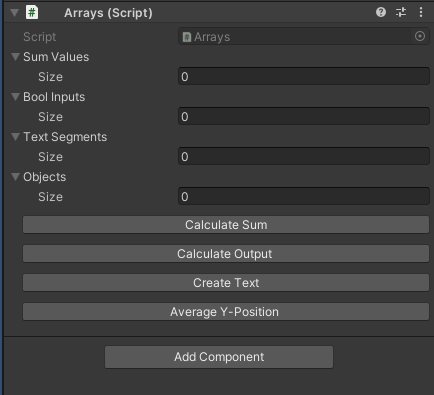 # Arrays (Script)
Script # Arrays
Sum Values
Size 0
Bool Inputs
Size 0
Text Segments
Size 0
Objects
Size 0
Calculate Sum
Calculate Output
Create Text
Average Y-Position
Add Component